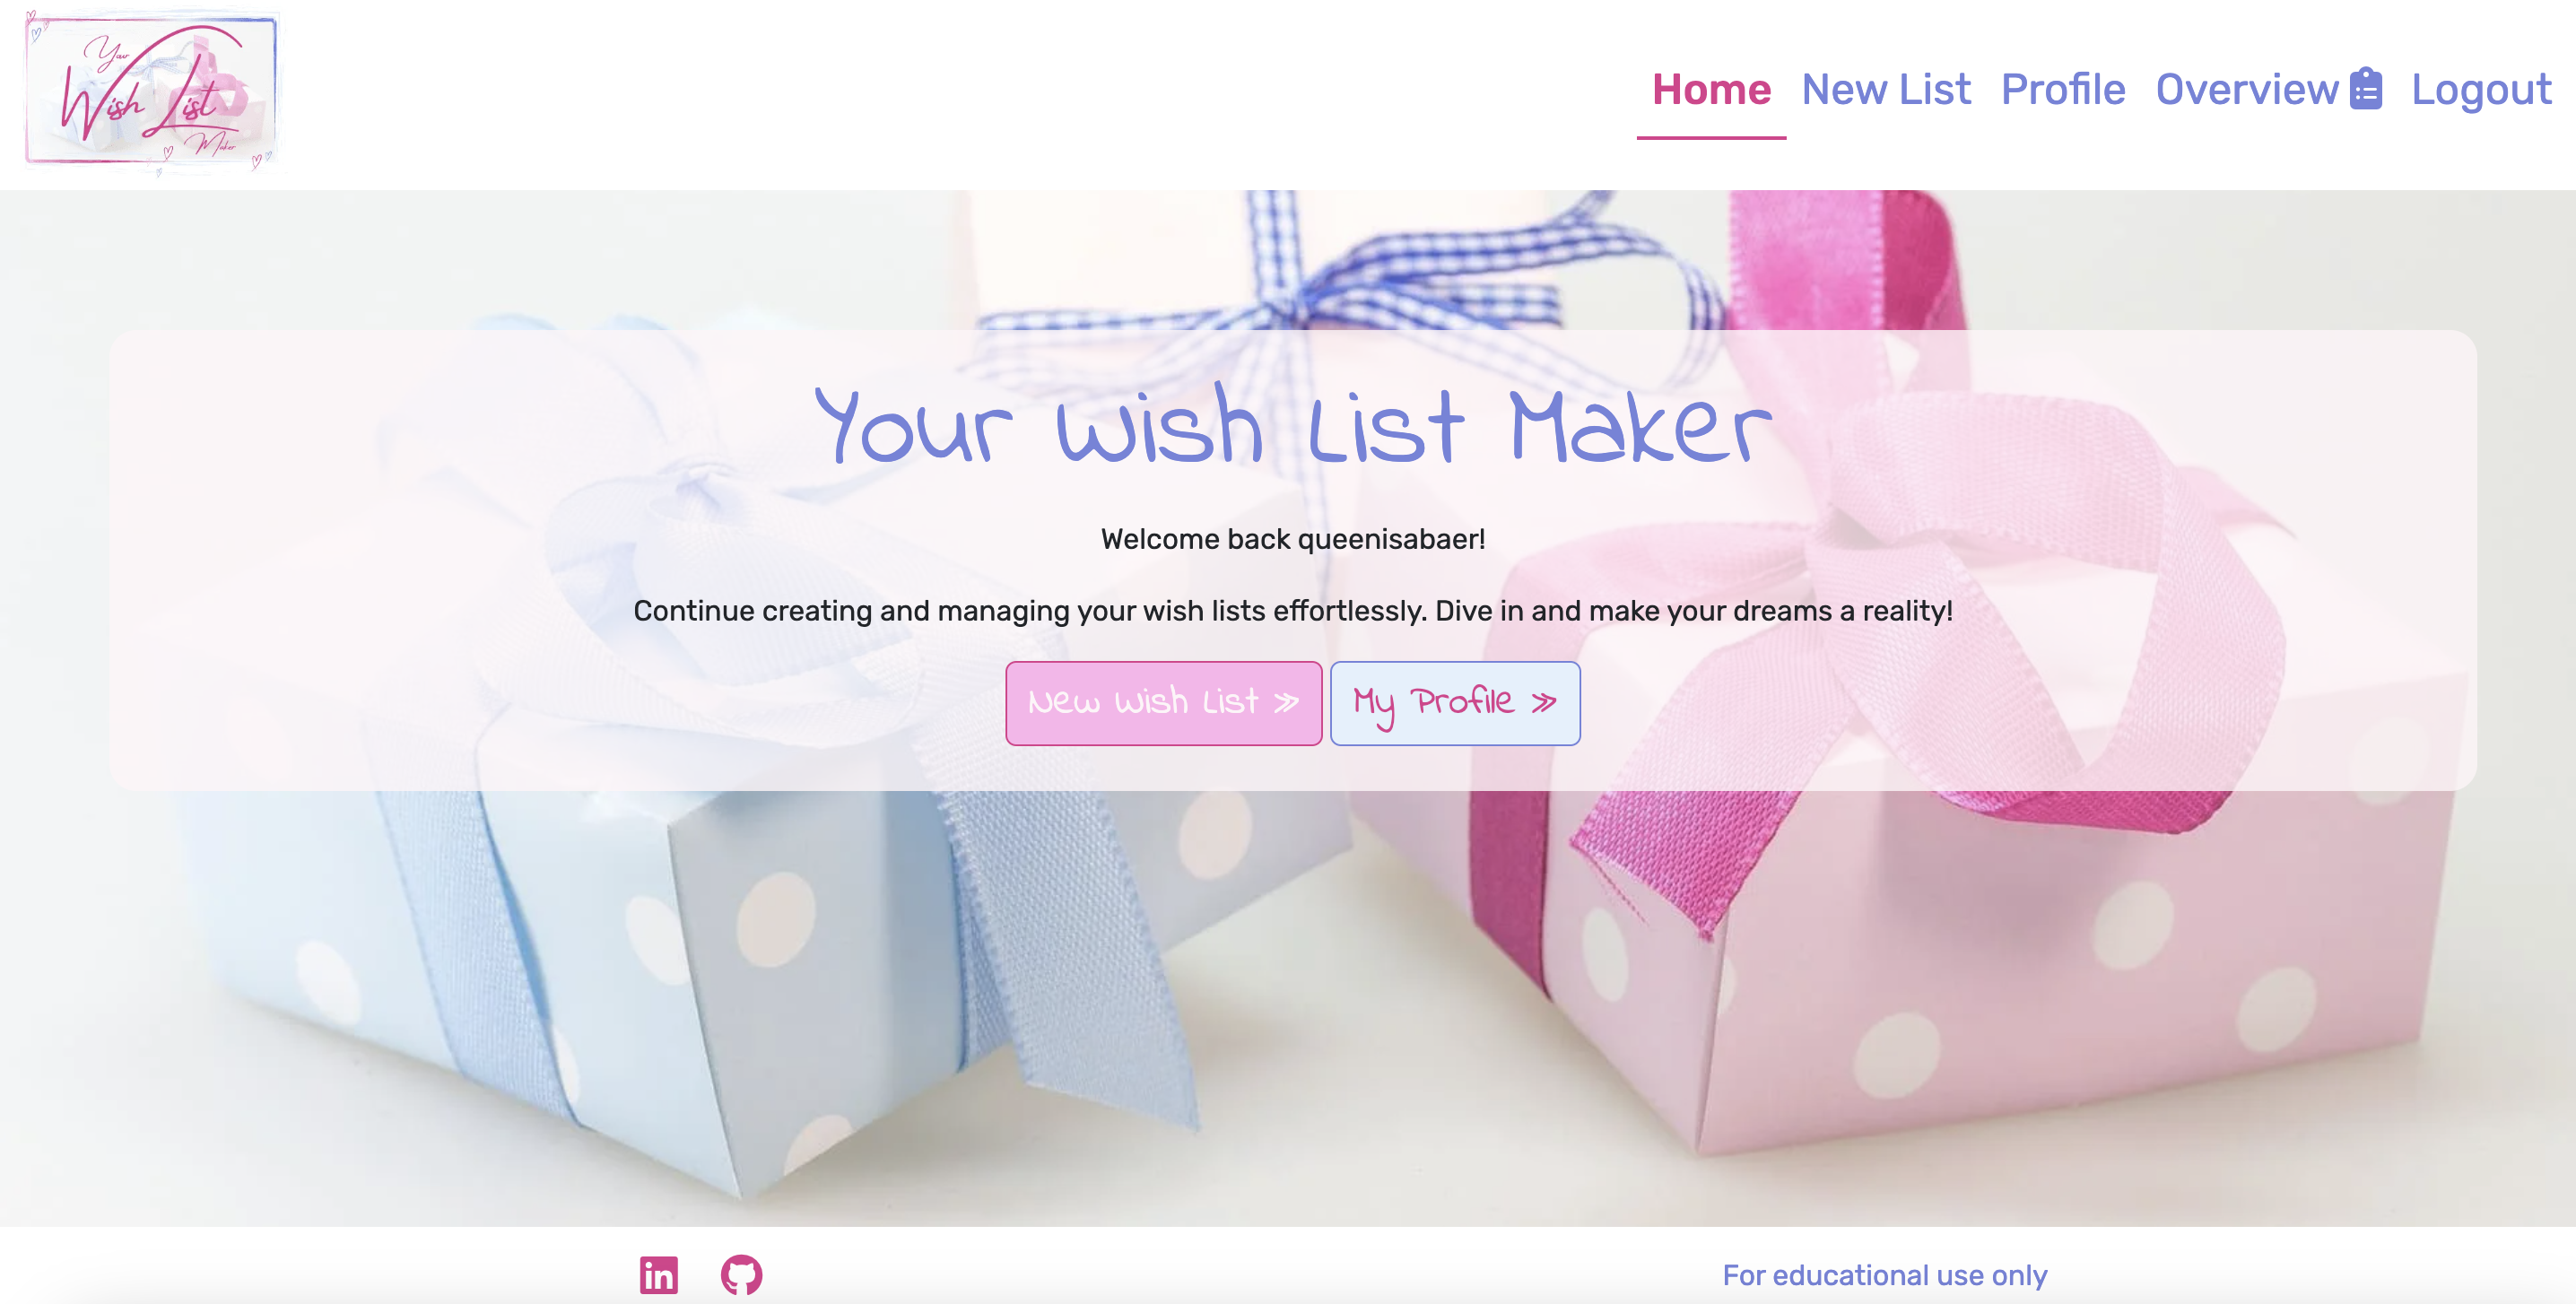 Your
Wish List
Maker
Home New List Profile Overview Logout
Your Wish List Maker
Welcome back queenisabaer!
Continue creating and managing your wish lists effortlessly. Dive in and make your dreams a reality!
New Wish List » My Profile »
in
For educational use only